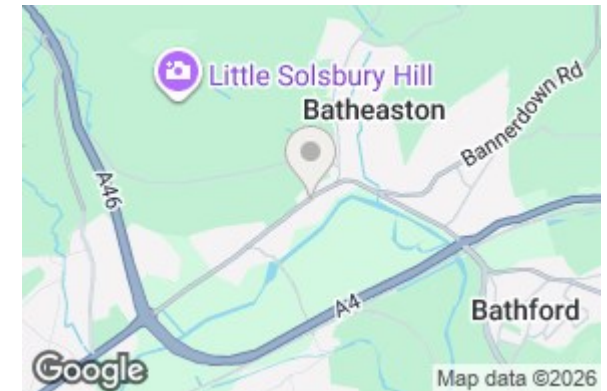 Little Solsbury Hill
Batheaston
Bannerdown Rd
A46
A4
Bathford
Google
Map data ©2026